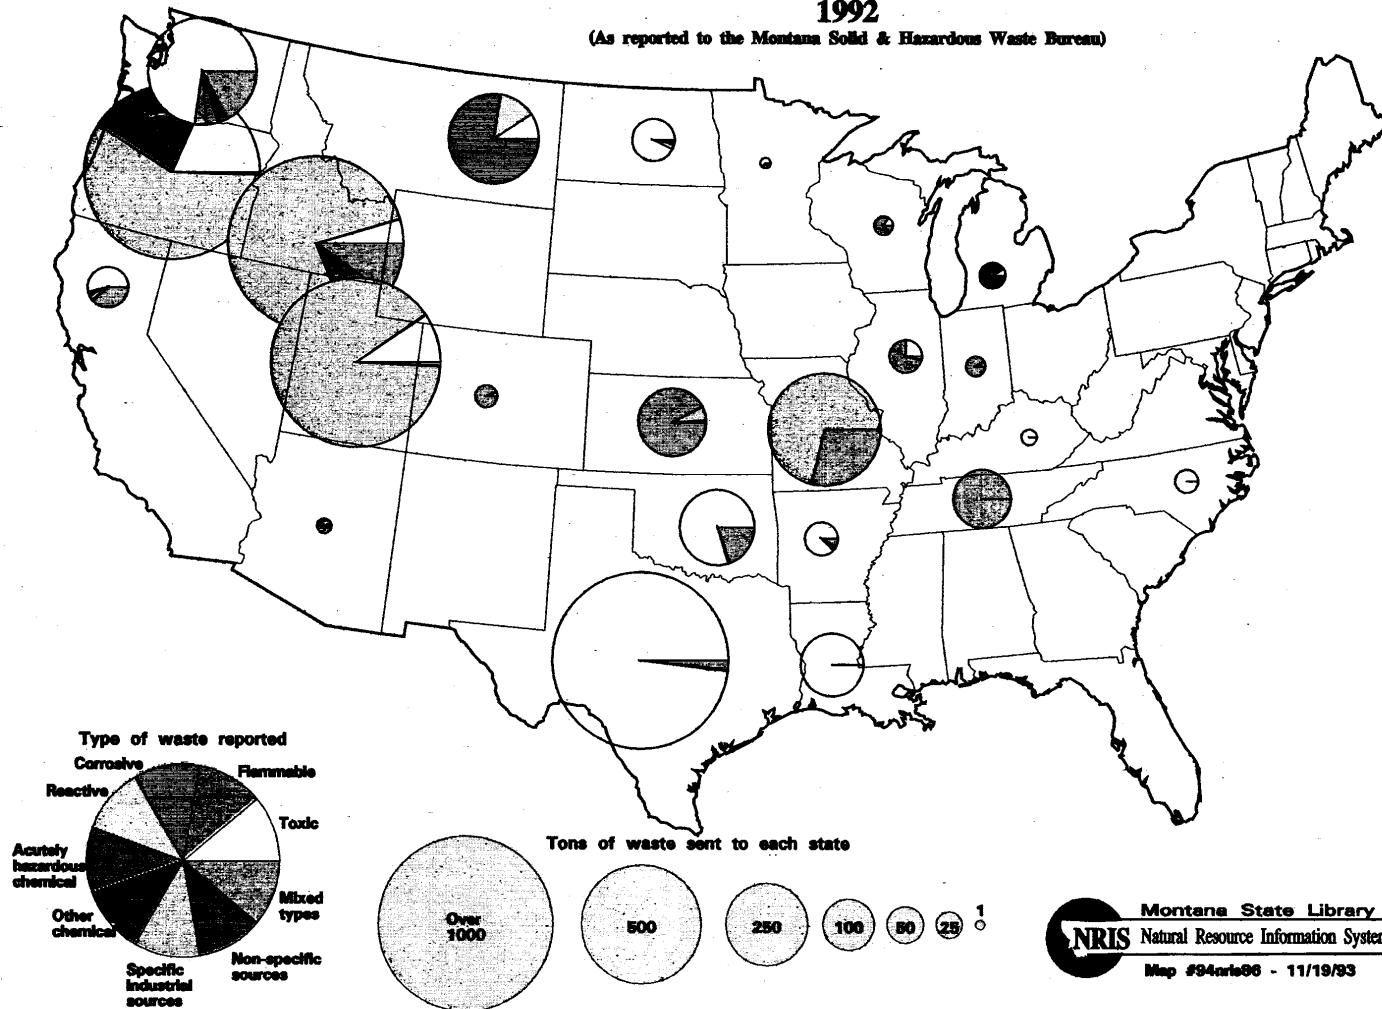 1992
(As reported to the Montana Solid & Hazardous Waste Bureau)
Type of waste reported
Corrosive
Flammable
Reactive
Toxic
Acutely
hazardous
chemical
Mixed
types
Other
chemical
Non-specific
sources
Specific
Industrial
sources
Tons of waste sent to each state
Over
1000
500
250
100
50
25
1
Montana State Library
NRIS Natural Resource Information System
Map #94nris86 - 11/19/93